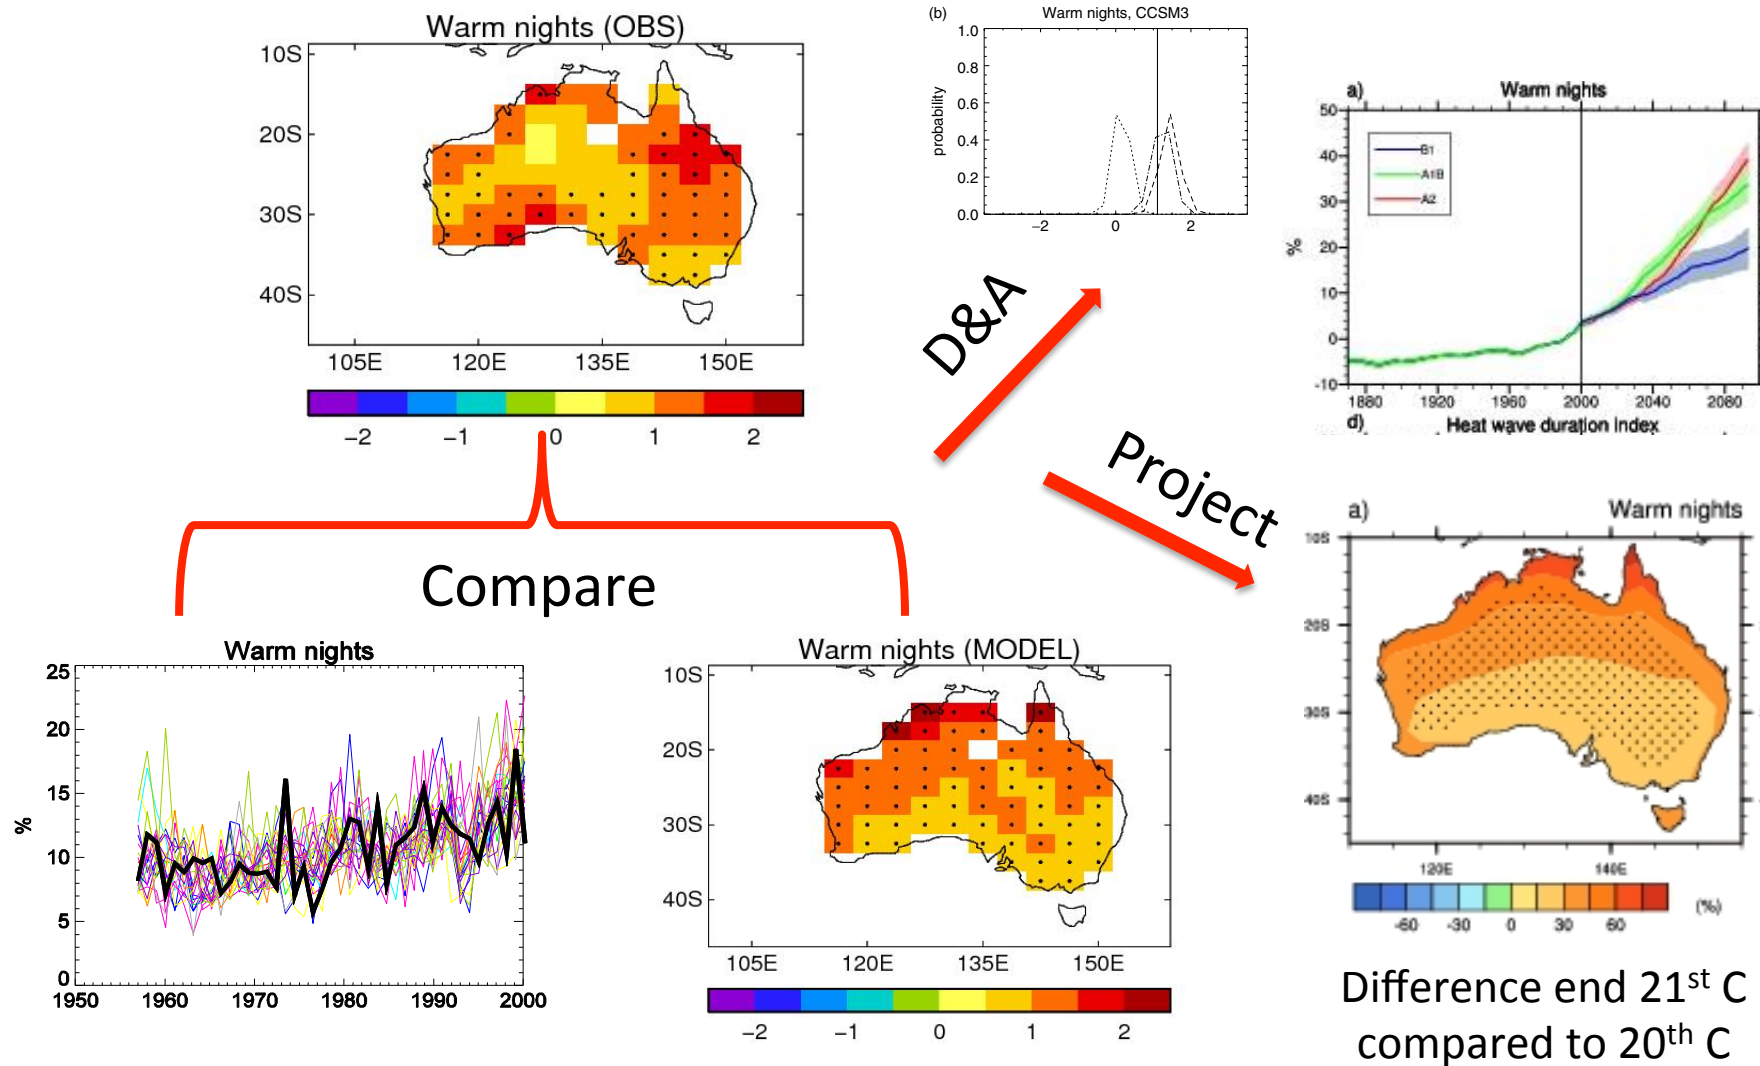 Warm nights (OBS)
10S
20S
30S
40S
105E 120E 135E 150E
−2 −1 0 1 2
(b) Warm nights, CCSM3
probability
1.0
0.8
0.6
0.4
0.2
0.0
−2 0 2
a) Warm nights
%
50
40
30
20
10
0
-10
B1
A1B
A2
1880 1920 1960 2000 2040 2080
d) Heat wave duration index
D&A
Project
Compare
Warm nights
%
25
20
15
10
5
0
1950 1960 1970 1980 1990 2000
Warm nights (MODEL)
10S
20S
30S
40S
105E 120E 135E 150E
−2 −1 0 1 2
a) Warm nights
10S
20S
30S
40S
120E 140E
-60 -30 0 30 60 (%)
Difference end 21st C
compared to 20th C